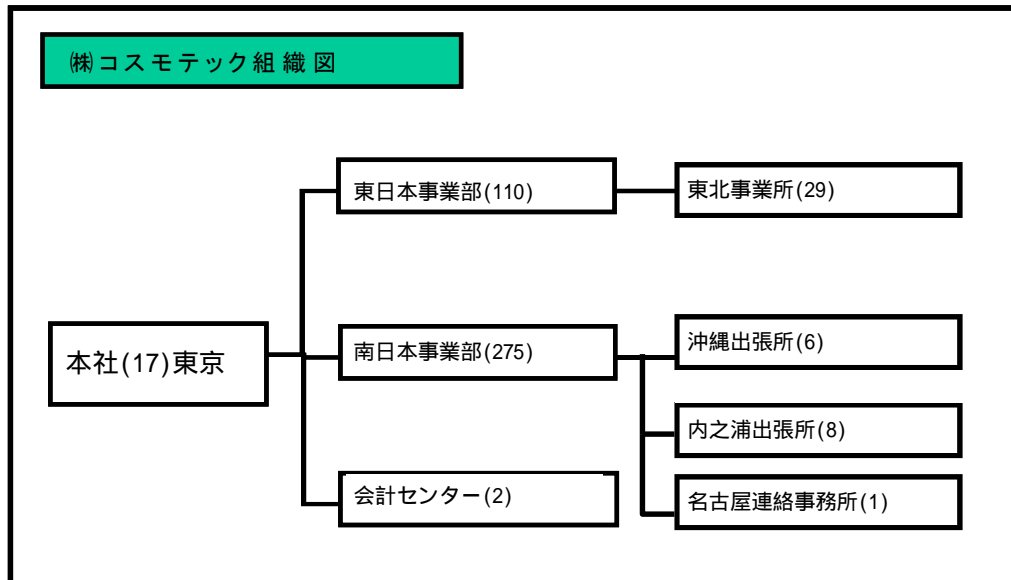 ㈱コスモテック組織図
東日本事業部(110)
東北事業所(29)
本社(17)東京
南日本事業部(275)
沖縄出張所(6)
内之浦出張所(8)
会計センター(2)
名古屋連絡事務所(1)